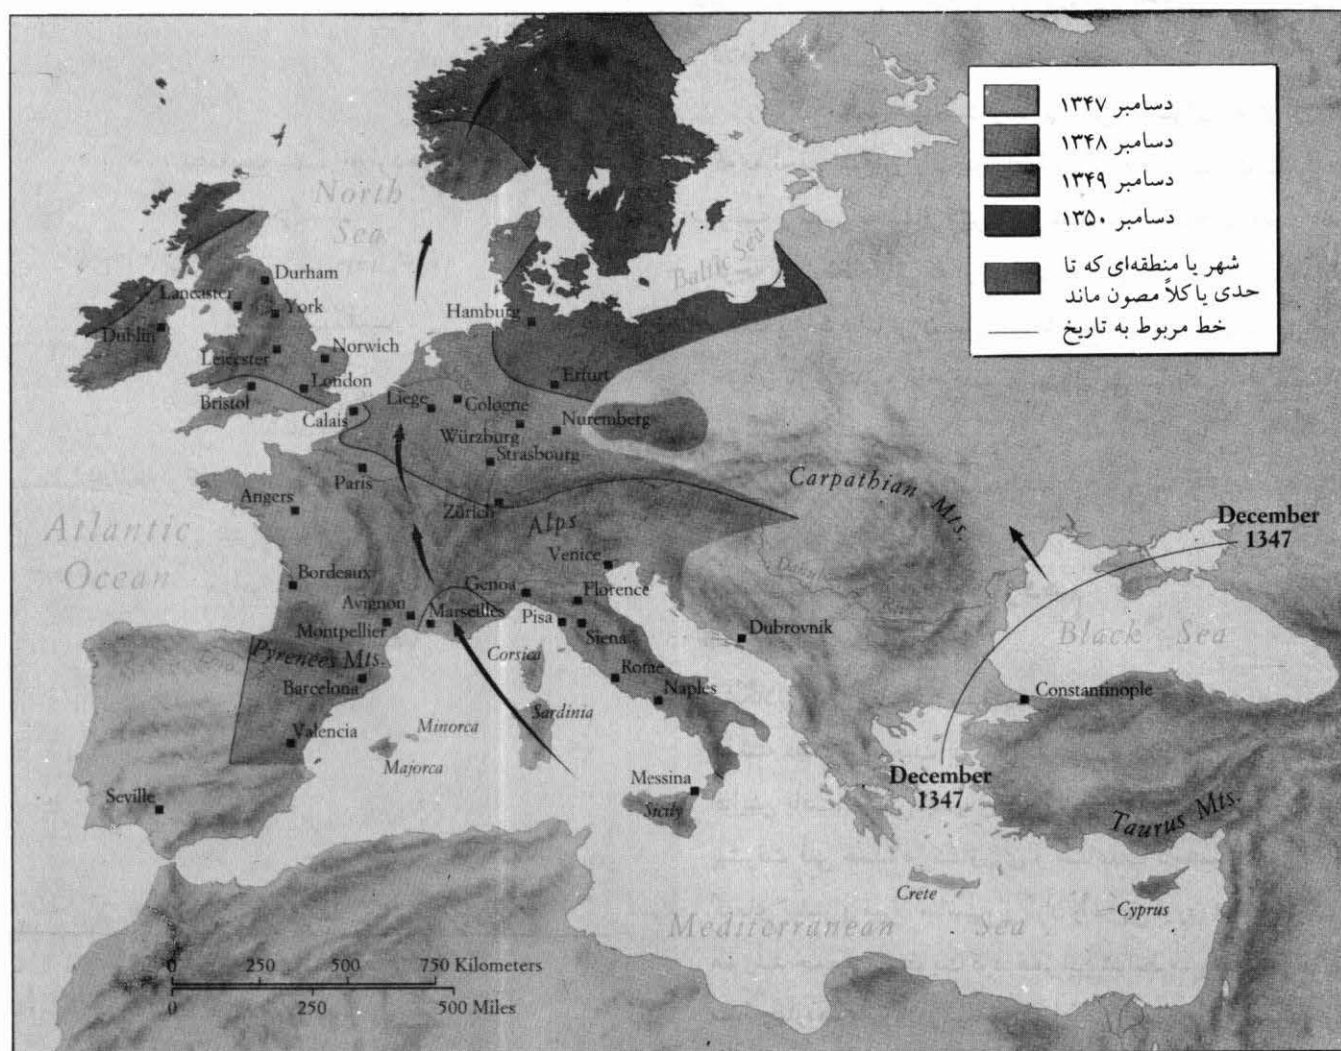 دسامبر ۱۳۴۷
دسامبر ۱۳۴۸
دسامبر ۱۳۴۹
دسامبر ۱۳۵۰
شهر یا منطقه‌ای که تا
حدی یا کلاً مصون ماند
خط مربوط به تاریخ
North
Sea
Baltic Sea
Durham
Lancaster
York
Dublin
Hamburg
Leicester
Norwich
London
Bristol
Calais
Liege
Cologne
Erfurt
Würzburg
Nuremberg
Strasbourg
Paris
Angers
Zürich
Alps
Carpathian Mts.
Atlantic
Ocean
Venice
Danube
December
1347
Bordeaux
Genoa
Florence
Avignon
Marseilles
Montpellier
Pisa
Siena
Dubrovnik
Black Sea
Pyrenees Mts.
Corsica
Rome
Barcelona
Naples
Constantinople
Sardinia
Minorca
Valencia
Majorca
Messina
December
1347
Seville
Sicily
Taurus Mts.
Crete
Cyprus
Mediterranean Sea
0 250 500 750 Kilometers
0 250 500 Miles